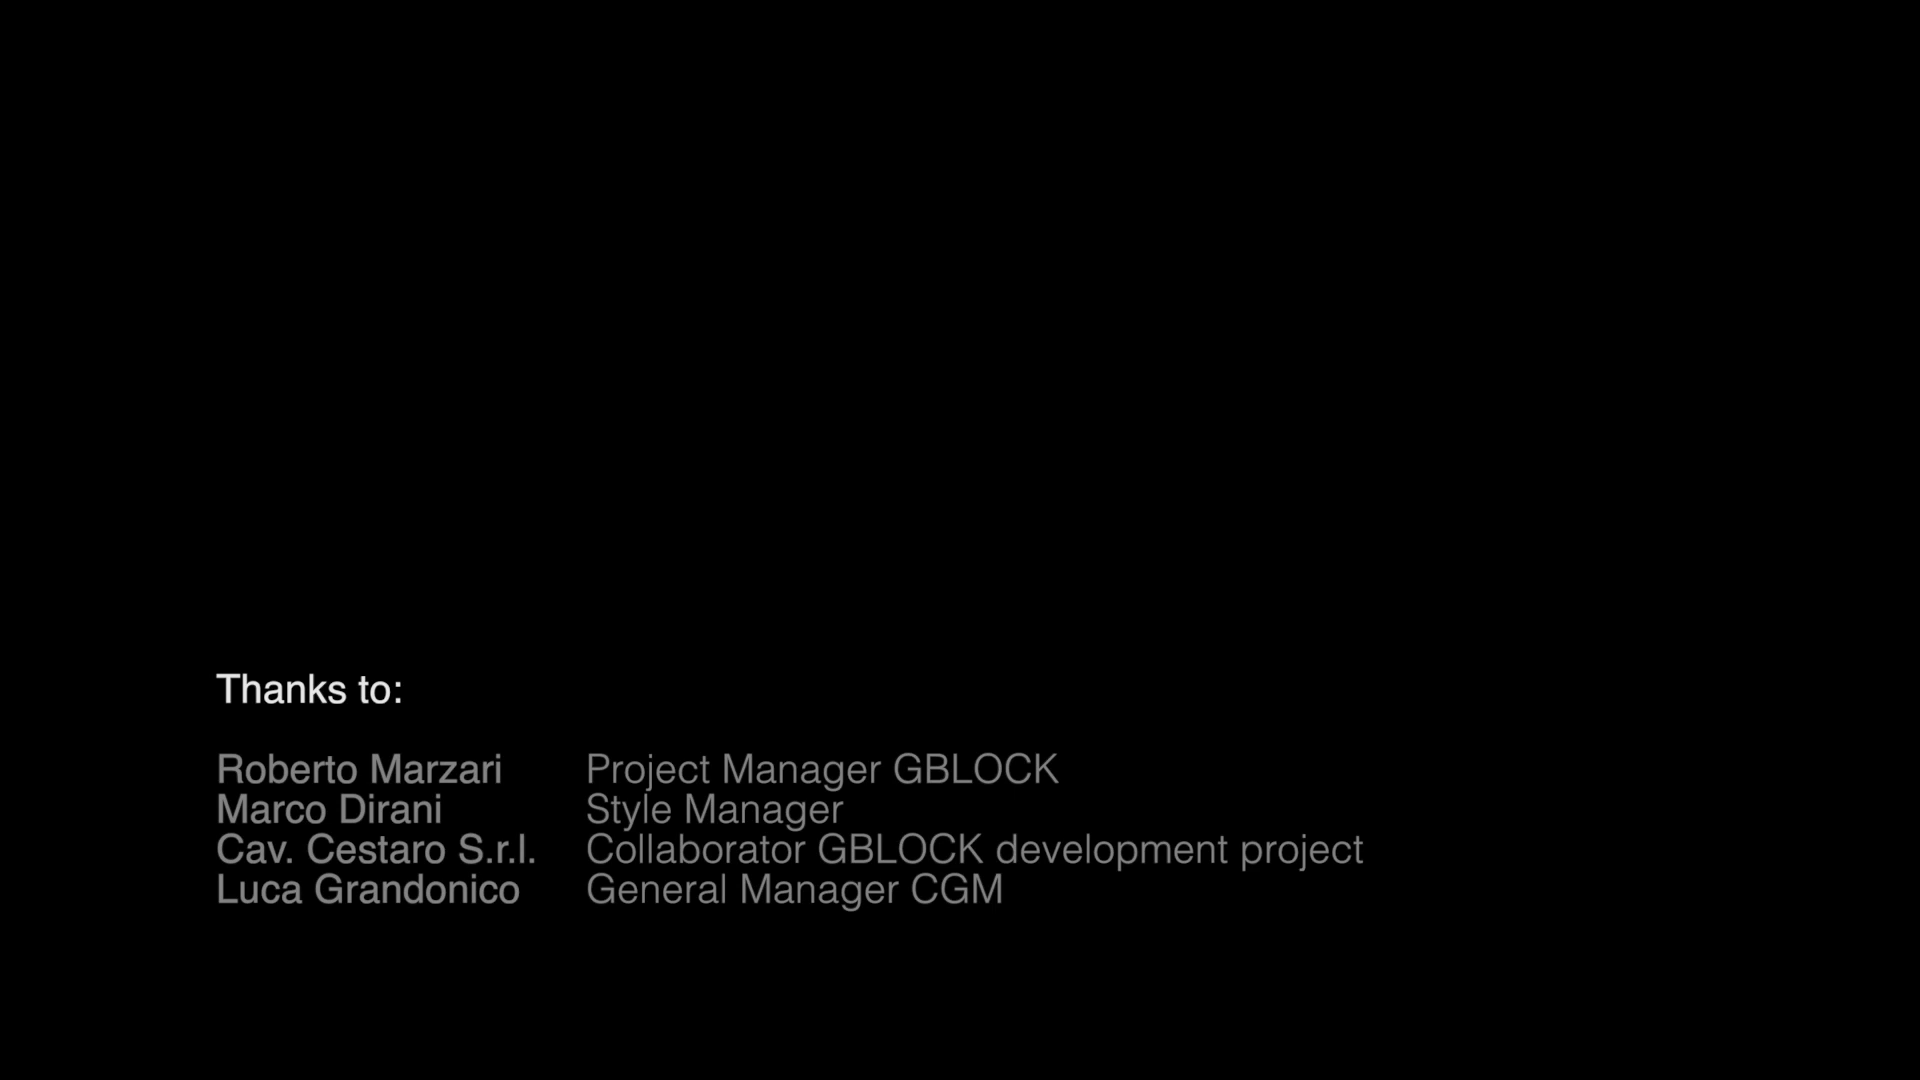 Thanks to:
Roberto Marzari Project Manager GBLOCK
Marco Dirani Style Manager
Cav. Cestaro S.r.l. Collaborator GBLOCK development project
Luca Grandonico General Manager CGM